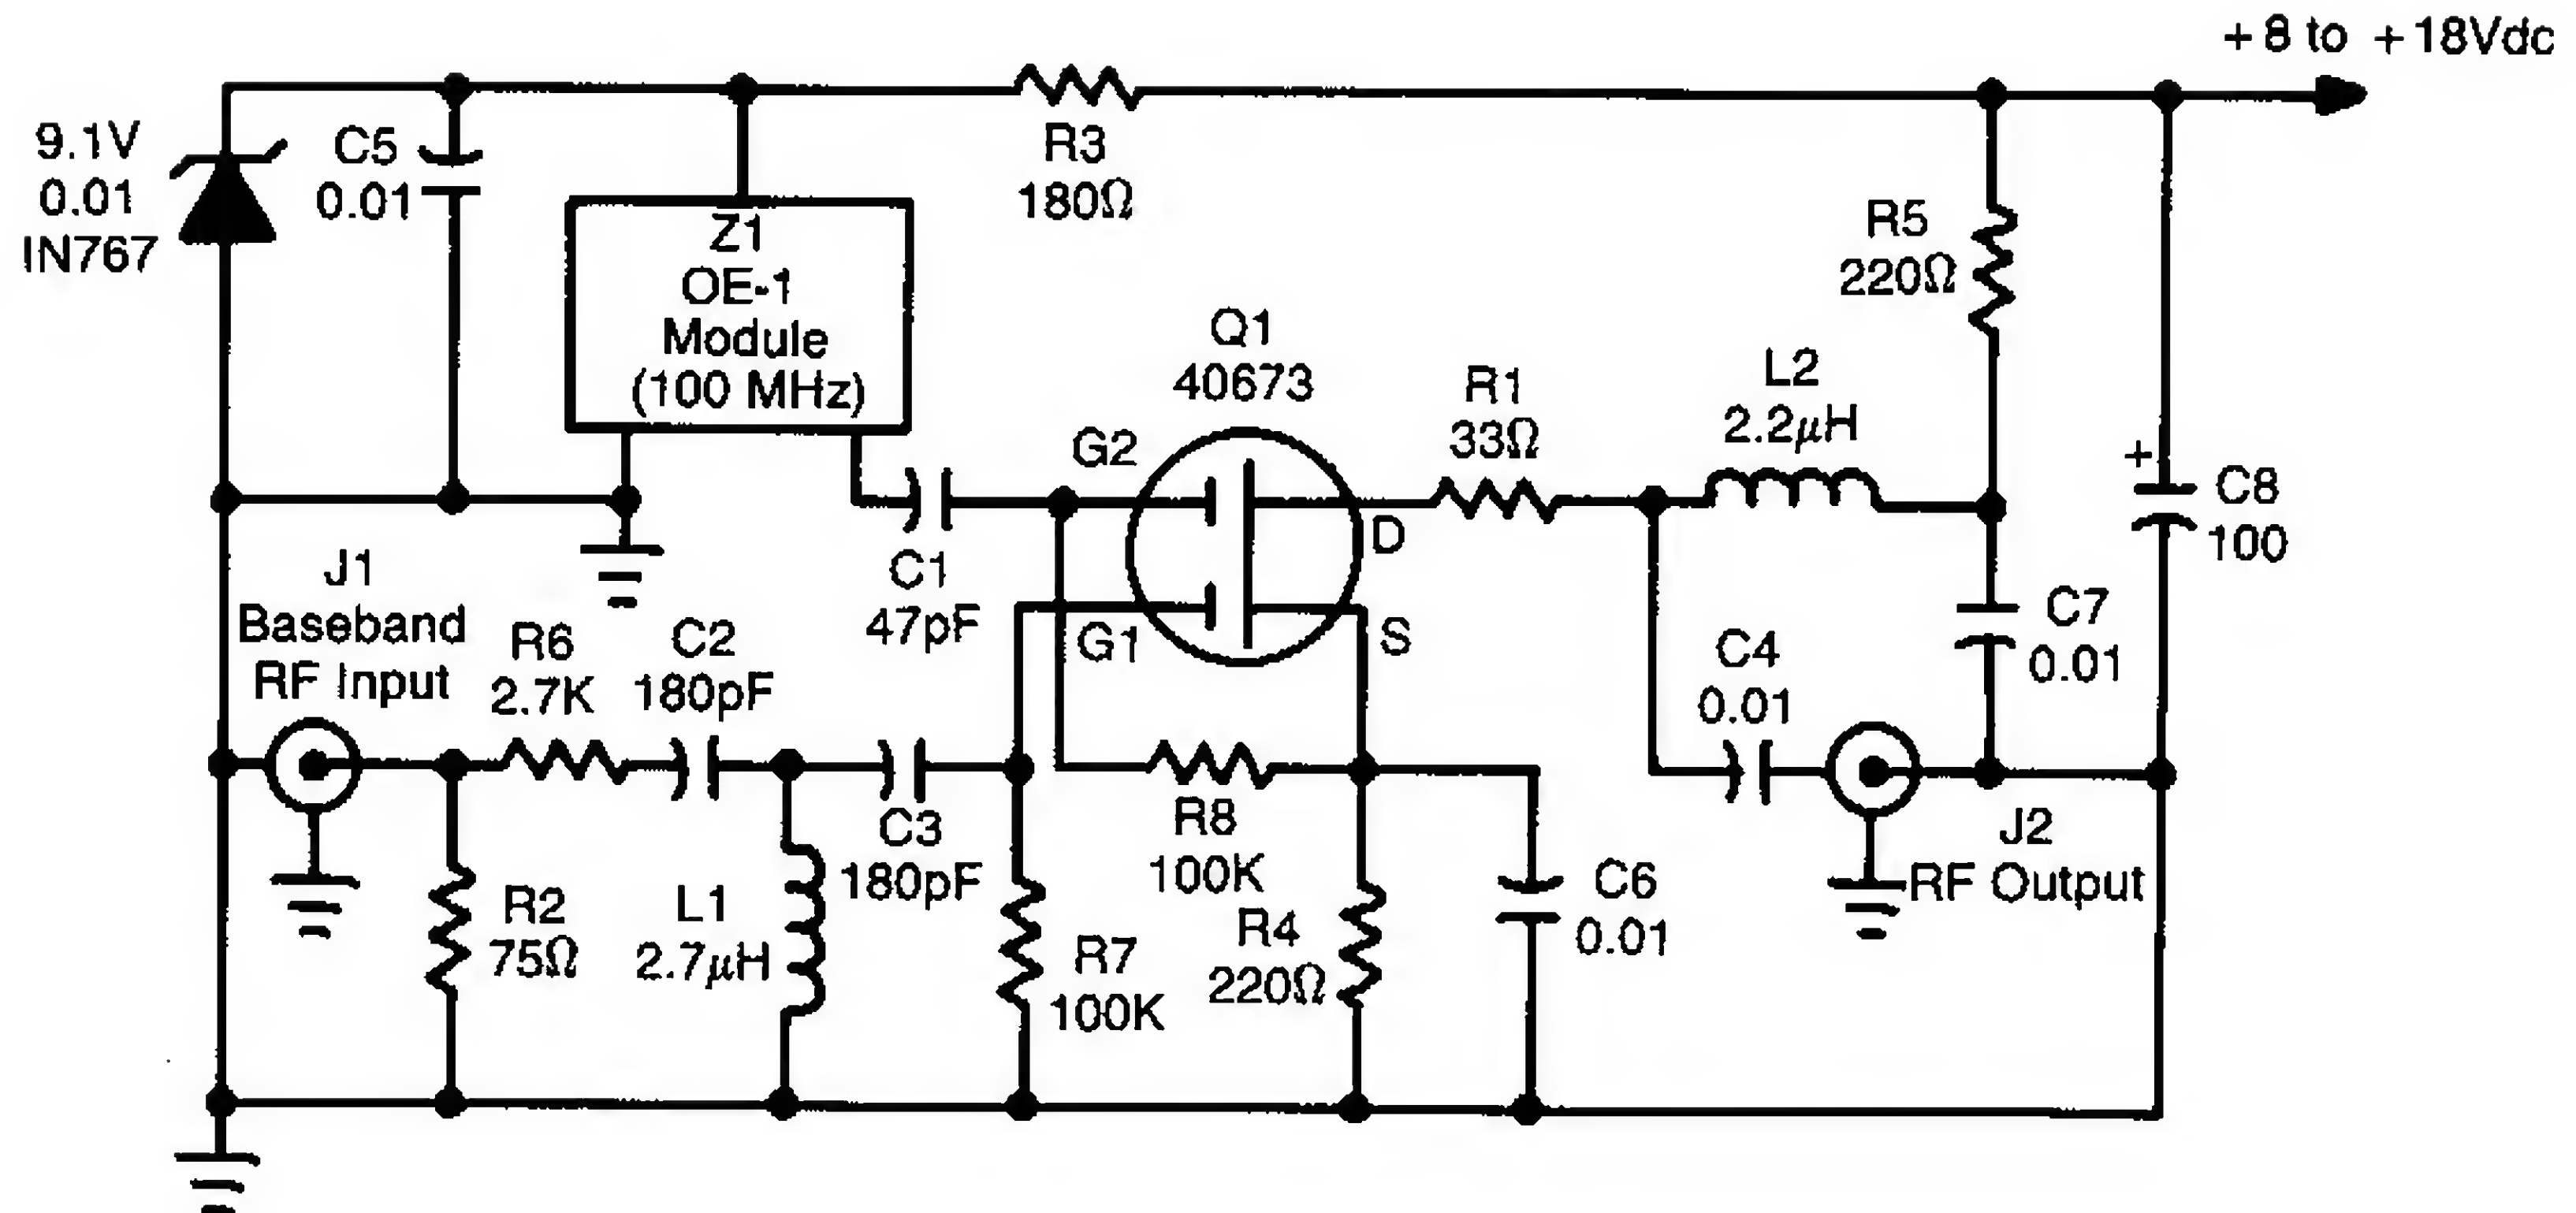 +8 to +18Vdc
9.1V
0.01
IN767
C5
0.01
R3
180Ω
Z1
OE-1
Module
(100 MHz)
R5
220Ω
Q1
40673
G2
G1
D
S
R1
33Ω
L2
2.2μH
+
C8
100
C1
47pF
J1
Baseband
RF Input
R6
2.7K
C2
180pF
C4
0.01
C7
0.01
C3
180pF
R8
100K
J2
RF Output
R2
75Ω
L1
2.7μH
R7
100K
R4
220Ω
C6
0.01